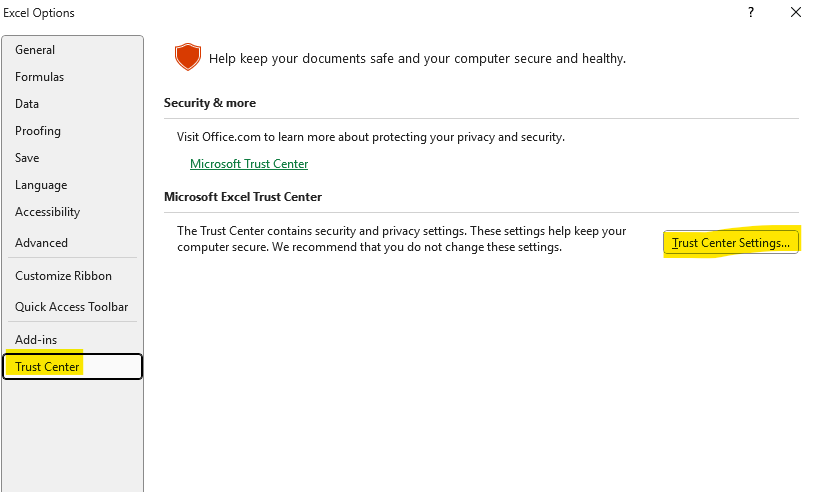 Excel Options
?
General
Formulas
Data
Proofing
Save
Language
Accessibility
Advanced
Customize Ribbon
Quick Access Toolbar
Add-ins
Trust Center
Help keep your documents safe and your computer secure and healthy.
Security & more
Visit Office.com to learn more about protecting your privacy and security.
Microsoft Trust Center
Microsoft Excel Trust Center
The Trust Center contains security and privacy settings. These settings help keep your
computer secure. We recommend that you do not change these settings.
Trust Center Settings...